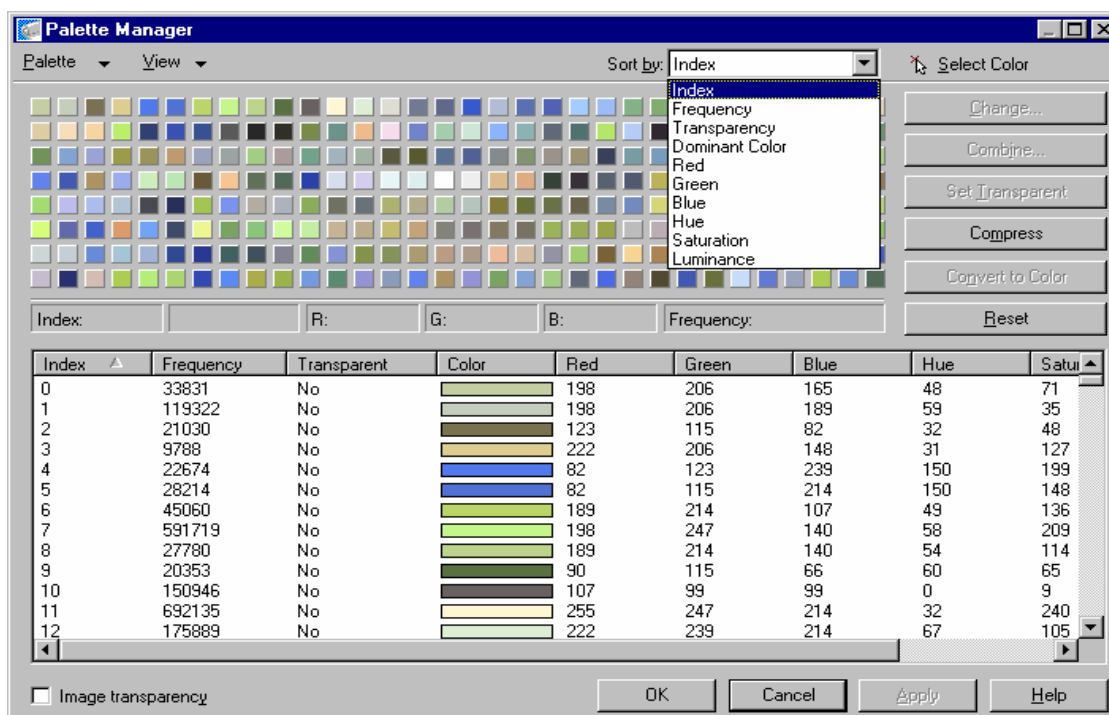 Palette Manager
Palette View Sort by: Index Select Color
Index
Frequency
Transparency
Dominant Color
Red
Green
Blue
Hue
Saturation
Luminance
Change...
Combine...
Set Transparent
Compress
Convert to Color
Reset
Index: R: G: B: Frequency:
Index Frequency Transparent Color Red Green Blue Hue Satur
0 33831 No 198 206 165 48 71
1 119322 No 198 206 189 59 35
2 21030 No 123 115 82 32 48
3 9788 No 222 206 148 31 127
4 22674 No 82 123 239 150 199
5 28214 No 82 115 214 150 148
6 45060 No 189 214 107 49 136
7 591719 No 198 247 140 58 209
8 27780 No 189 214 140 54 114
9 20353 No 90 115 66 60 65
10 150946 No 107 99 99 0 9
11 692135 No 255 247 214 32 240
12 175889 No 222 239 214 67 105
Image transparency OK Cancel Apply Help